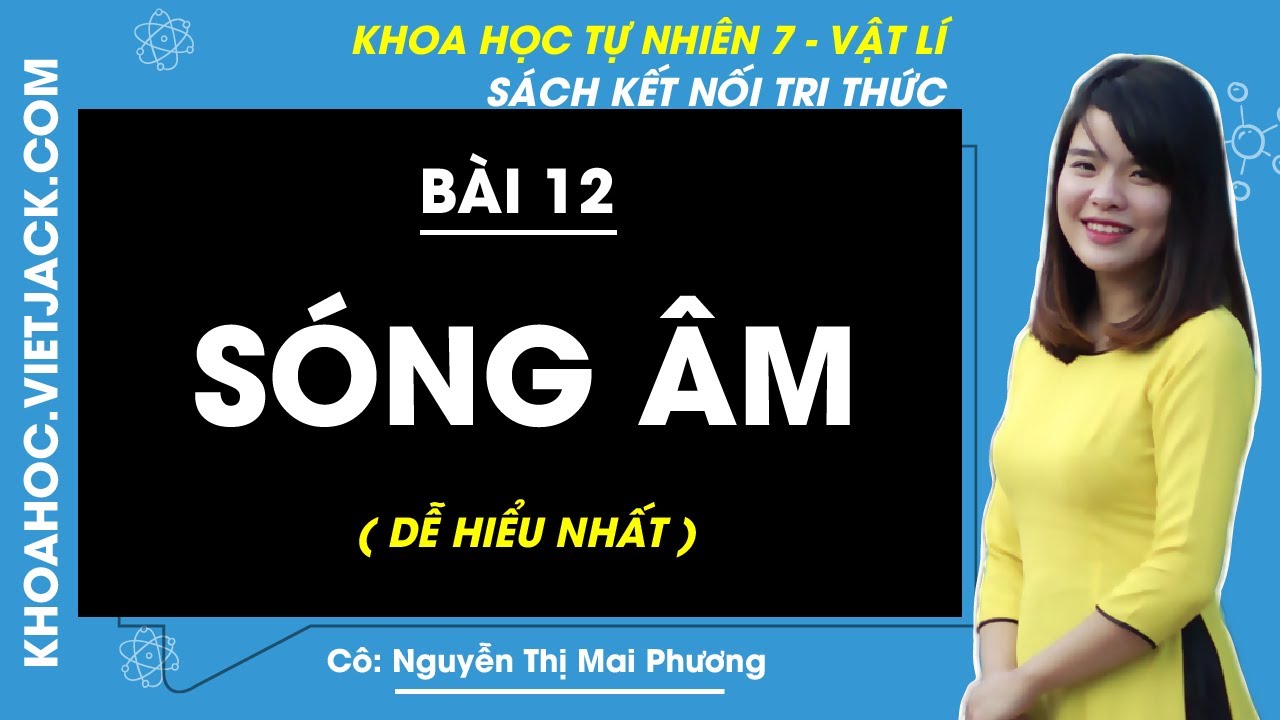 KHOA HỌC TỰ NHIÊN 7 - VẬT LÍ
SÁCH KẾT NỐI TRI THỨC
KHOAHOC.VIETJACK.COM
BÀI 12
SÓNG ÂM
( DỄ HIỂU NHẤT )
Cô: Nguyễn Thị Mai Phương